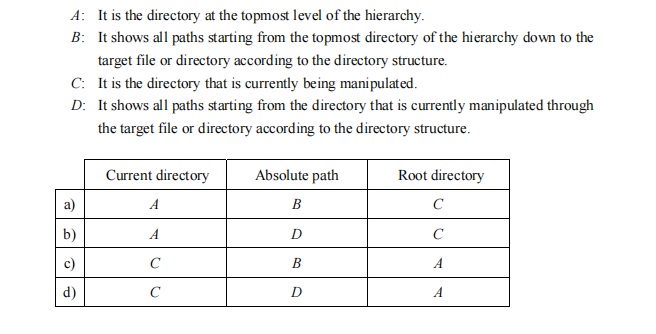 A: It is the directory at the topmost level of the hierarchy.
B: It shows all paths starting from the topmost directory of the hierarchy down to the
target file or directory according to the directory structure.
C: It is the directory that is currently being manipulated.
D: It shows all paths starting from the directory that is currently manipulated through
the target file or directory according to the directory structure.
Current directory Absolute path Root directory
a) A B C
b) A D C
c) C B A
d) C D A